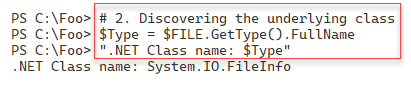 PS C:\Foo> # 2. Discovering the underlying class
PS C:\Foo> $Type = $FILE.GetType().FullName
PS C:\Foo> ".NET Class name: $Type"
.NET Class name: System.IO.FileInfo